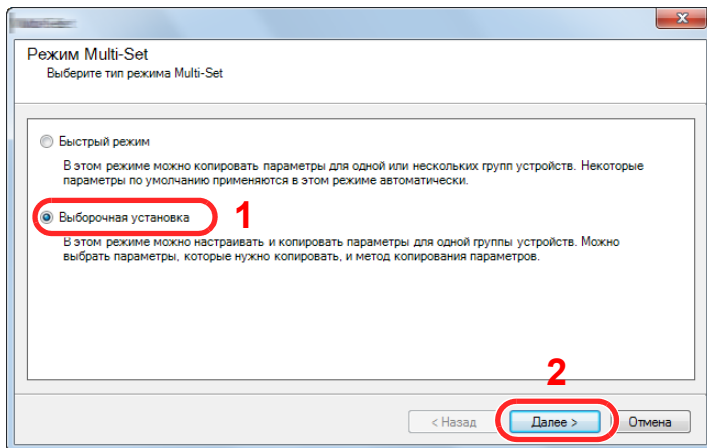 Режим Multi-Set
Выберите тип режима Multi-Set
Быстрый режим
В этом режиме можно копировать параметры для одной или нескольких групп устройств. Некоторые
параметры по умолчанию применяются в этом режиме автоматически.
Выборочная установка 1
В этом режиме можно настраивать и копировать параметры для одной группы устройств. Можно
выбрать параметры, которые нужно копировать, и метод копирования параметров.
2
< Назад Далее > Отмена